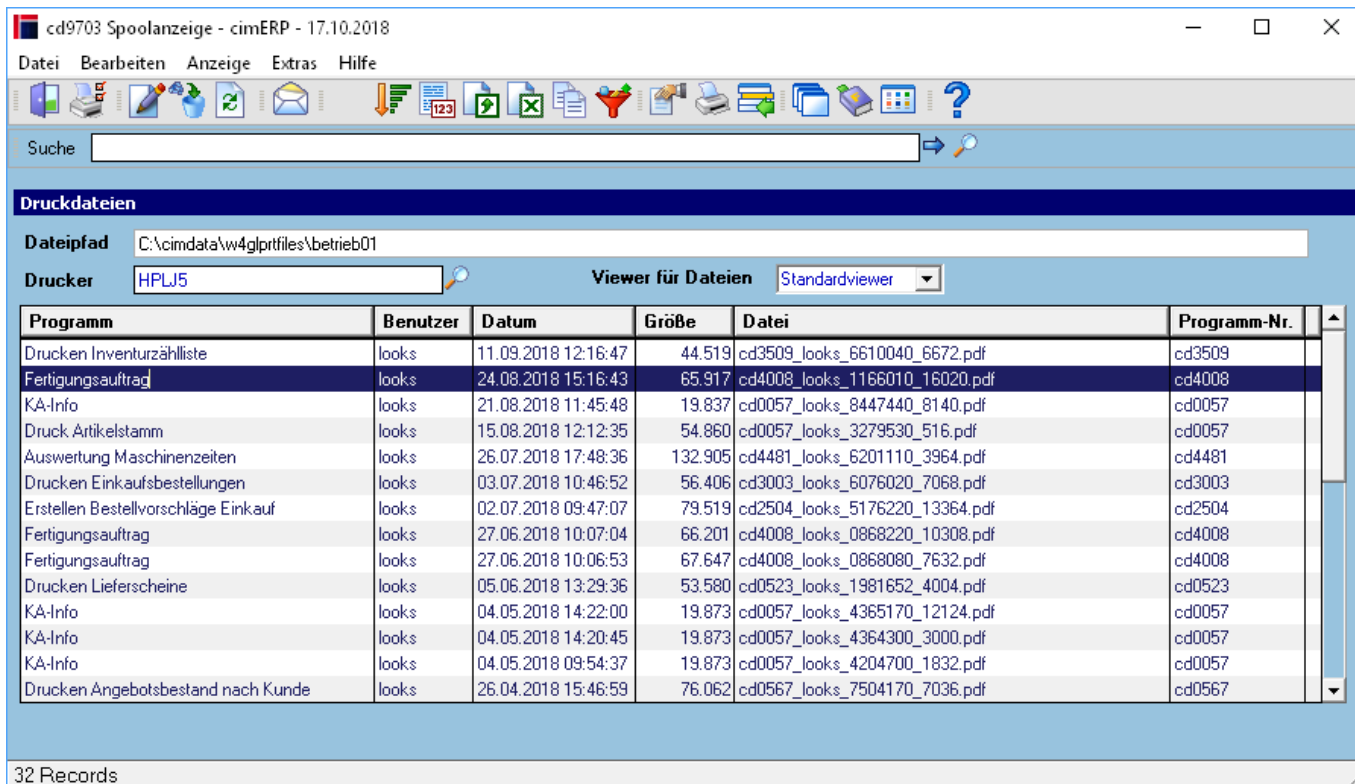 cd9703 Spoolanzeige - cimERP - 17.10.2018
Datei Bearbeiten Anzeige Extras Hilfe
123
Suche
Druckdateien
Dateipfad C:\cimdata\w4glprtfiles\betrieb01
Drucker HPLJ5 Viewer für Dateien Standardviewer
Programm Benutzer Datum Größe Datei Programm-Nr.
Drucken Inventurzählliste looks 11.09.2018 12:16:47 44.519 cd3509_looks_6610040_6672.pdf cd3509
Fertigungsauftrag looks 24.08.2018 15:16:43 65.917 cd4008_looks_1166010_16020.pdf cd4008
KA-Info looks 21.08.2018 11:45:48 19.837 cd0057_looks_8447440_8140.pdf cd0057
Druck Artikelstamm looks 15.08.2018 12:12:35 54.860 cd0057_looks_3279530_516.pdf cd0057
Auswertung Maschinenzeiten looks 26.07.2018 17:48:36 132.905 cd4481_looks_6201110_3964.pdf cd4481
Drucken Einkaufsbestellungen looks 03.07.2018 10:46:52 56.406 cd3003_looks_6076020_7068.pdf cd3003
Erstellen Bestellvorschläge Einkauf looks 02.07.2018 09:47:07 79.519 cd2504_looks_5176220_13364.pdf cd2504
Fertigungsauftrag looks 27.06.2018 10:07:04 66.201 cd4008_looks_0868220_10308.pdf cd4008
Fertigungsauftrag looks 27.06.2018 10:06:53 67.647 cd4008_looks_0868080_7632.pdf cd4008
Drucken Lieferscheine looks 05.06.2018 13:29:36 53.580 cd0523_looks_1981652_4004.pdf cd0523
KA-Info looks 04.05.2018 14:22:00 19.873 cd0057_looks_4365170_12124.pdf cd0057
KA-Info looks 04.05.2018 14:20:45 19.873 cd0057_looks_4364300_3000.pdf cd0057
KA-Info looks 04.05.2018 09:54:37 19.873 cd0057_looks_4204700_1832.pdf cd0057
Drucken Angebotsbestand nach Kunde looks 26.04.2018 15:46:59 76.062 cd0567_looks_7504170_7036.pdf cd0567
32 Records